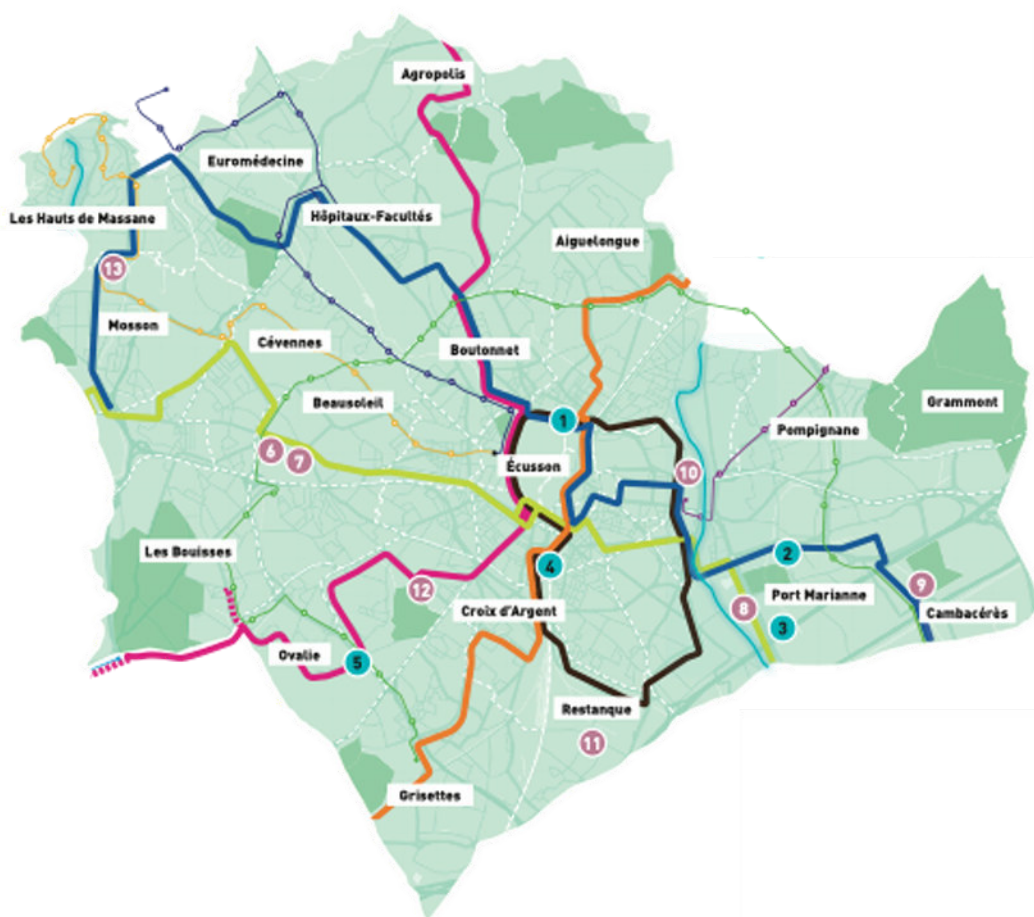 Agropolis
Euromédecine
Les Hauts de Massane
Hôpitaux-Facultés
Aiguelongue
13
Mosson
Cévennes
Boutonnet
Beausoleil
Grammont
1
Pompignane
6
7
Écusson
10
Les Bouisses
4
2
12
Croix d'Argent
8
Port Marianne
9
3
Cambacérès
Ovalie
5
Restanque
11
Grisettes